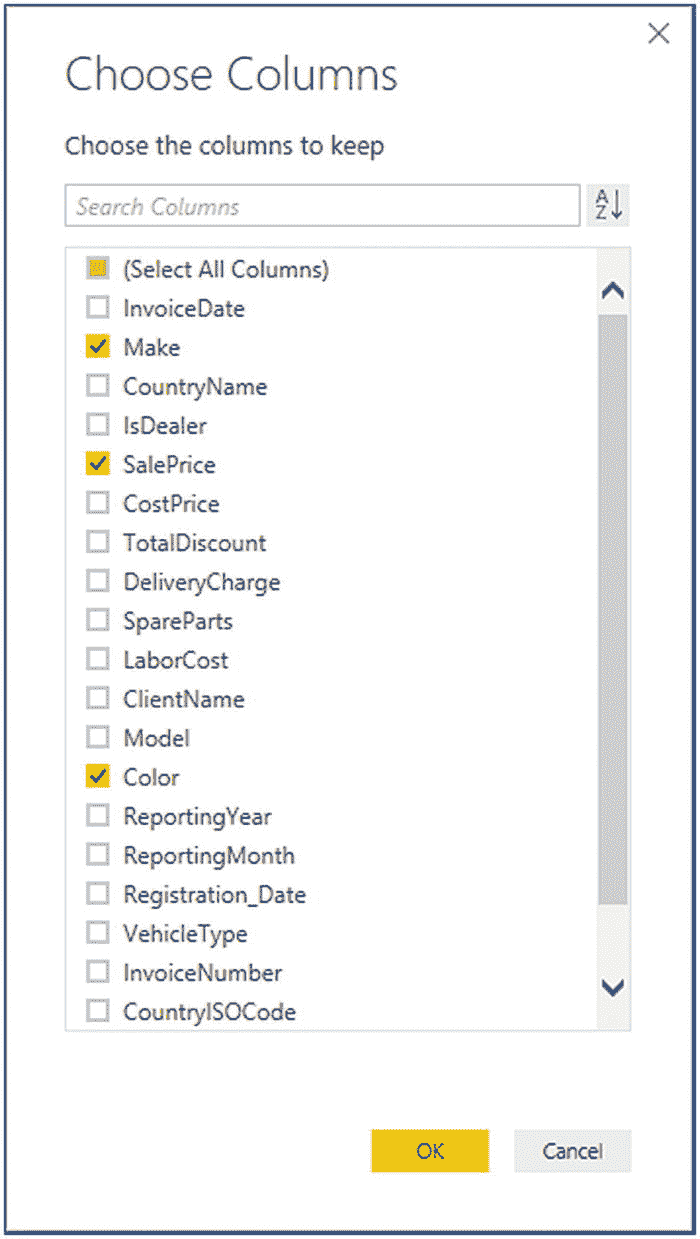 Choose Columns
Choose the columns to keep
Search Columns
A
Z
(Select All Columns)
InvoiceDate
Make
CountryName
IsDealer
SalePrice
CostPrice
TotalDiscount
DeliveryCharge
SpareParts
LaborCost
ClientName
Model
Color
ReportingYear
ReportingMonth
Registration_Date
VehicleType
InvoiceNumber
CountryISOCode
OK Cancel